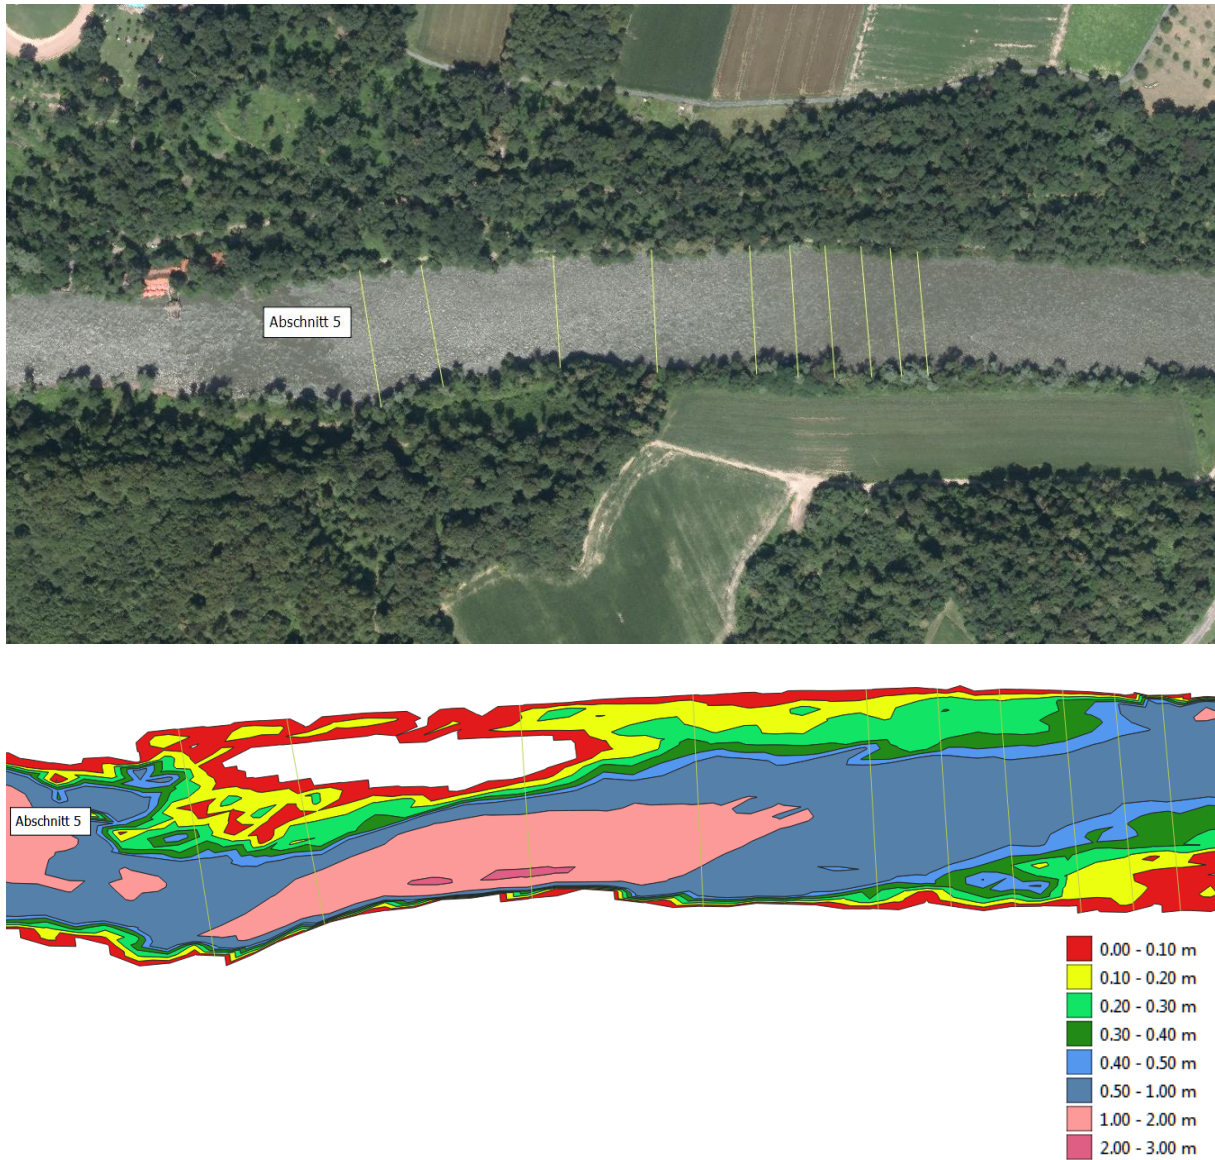 Abschnitt 5
Abschnitt 5
0.00 - 0.10 m
0.10 - 0.20 m
0.20 - 0.30 m
0.30 - 0.40 m
0.40 - 0.50 m
0.50 - 1.00 m
1.00 - 2.00 m
2.00 - 3.00 m